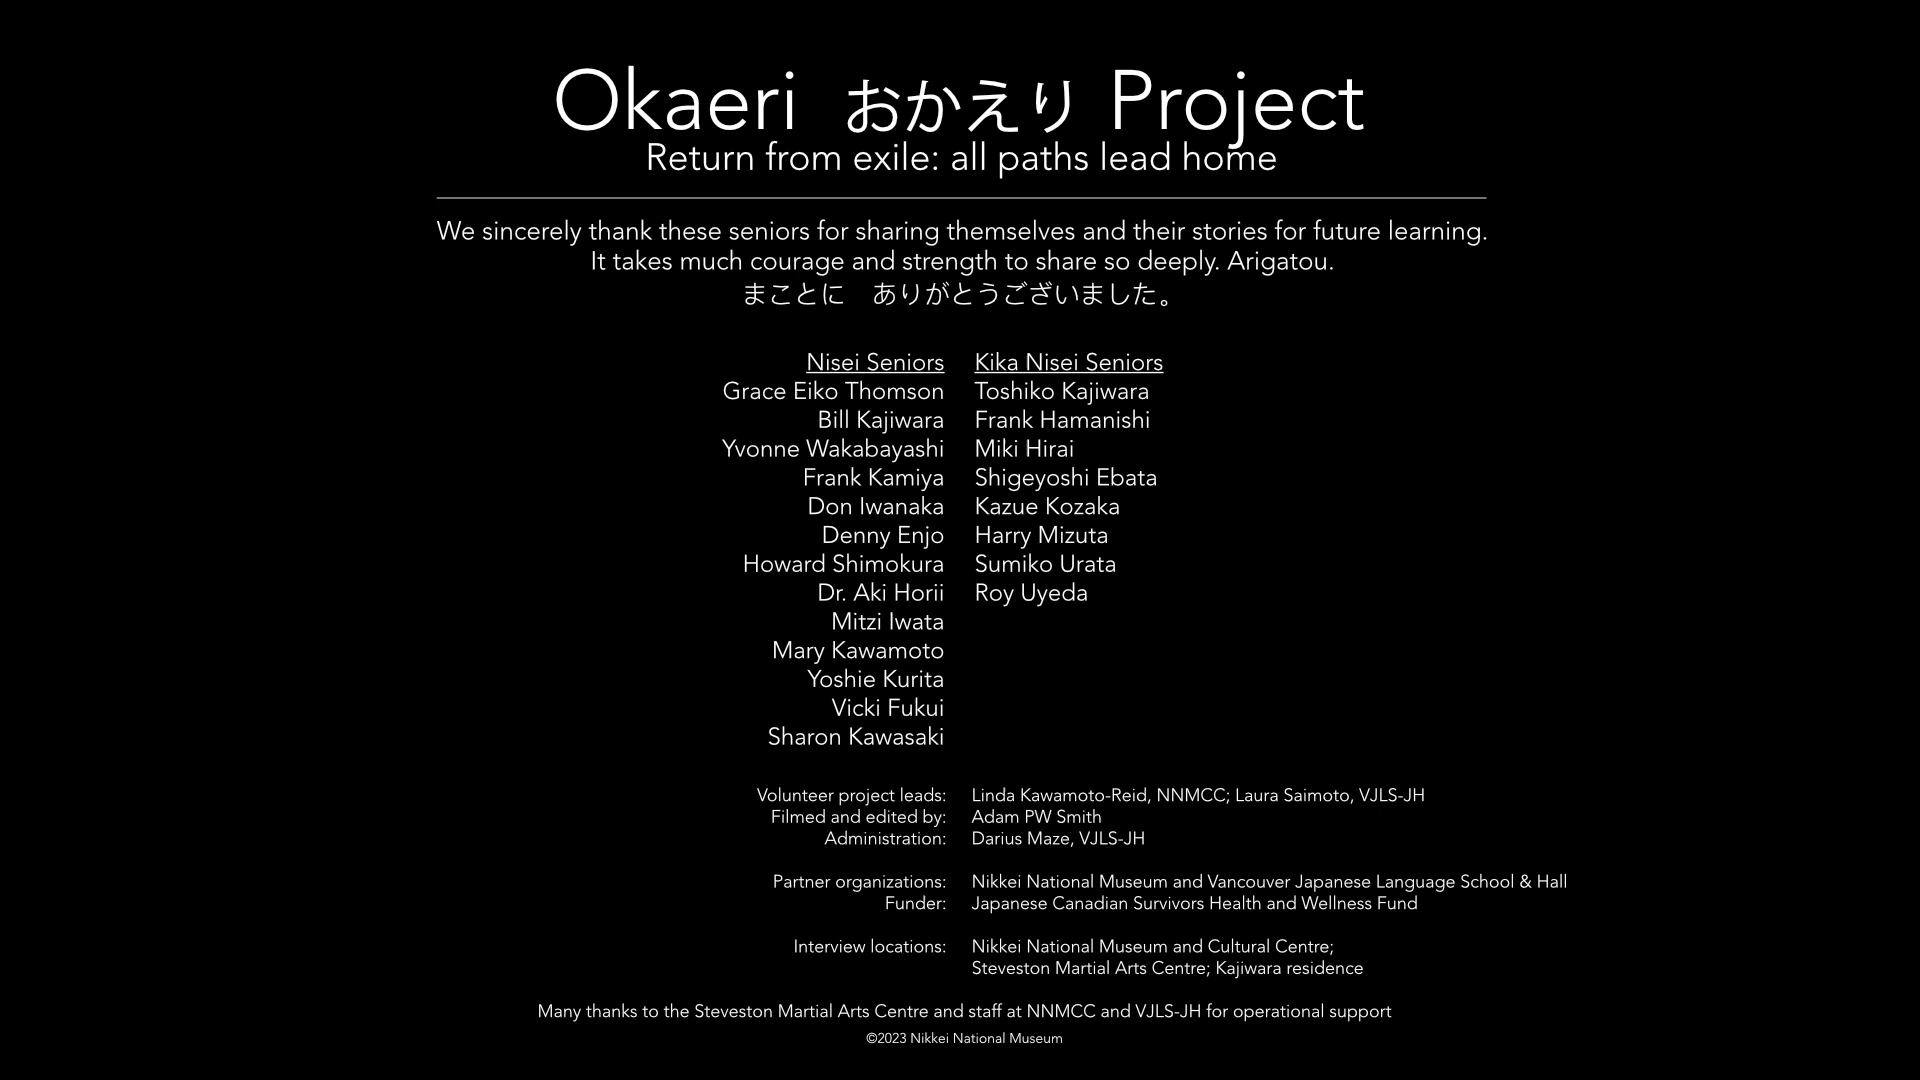 Okaeri おかえり Project
Return from exile: all paths lead home
We sincerely thank these seniors for sharing themselves and their stories for future learning.
It takes much courage and strength to share so deeply. Arigatou.
まことに　ありがとうございました。
Nisei Seniors
Grace Eiko Thomson
Bill Kajiwara
Yvonne Wakabayashi
Frank Kamiya
Don Iwanaka
Denny Enjo
Howard Shimokura
Dr. Aki Horii
Mitzi Iwata
Mary Kawamoto
Yoshie Kurita
Vicki Fukui
Sharon Kawasaki
Kika Nisei Seniors
Toshiko Kajiwara
Frank Hamanishi
Miki Hirai
Shigeyoshi Ebata
Kazue Kozaka
Harry Mizuta
Sumiko Urata
Roy Uyeda
Volunteer project leads: Linda Kawamoto-Reid, NNMCC; Laura Saimoto, VJLS-JH
Filmed and edited by: Adam PW Smith
Administration: Darius Maze, VJLS-JH
Partner organizations: Nikkei National Museum and Vancouver Japanese Language School & Hall
Funder: Japanese Canadian Survivors Health and Wellness Fund
Interview locations: Nikkei National Museum and Cultural Centre;
Steveston Martial Arts Centre; Kajiwara residence
Many thanks to the Steveston Martial Arts Centre and staff at NNMCC and VJLS-JH for operational support
©2023 Nikkei National Museum